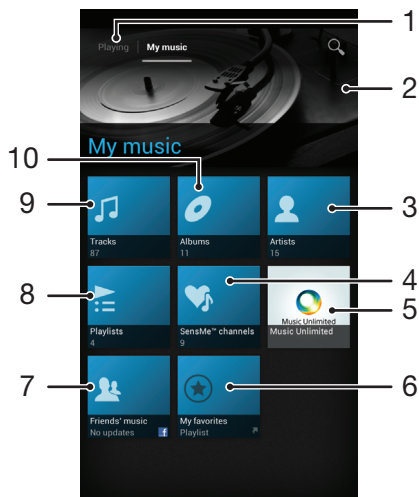 1
Playing My music
2
My music
10
9
3
Tracks
87
Albums
11
Artists
15
8
4
5
Playlists
4
SensMe™ channels
9
Music Unlimited
Music Unlimited
7
6
Friends' music
No updates
f
My favorites
Playlist